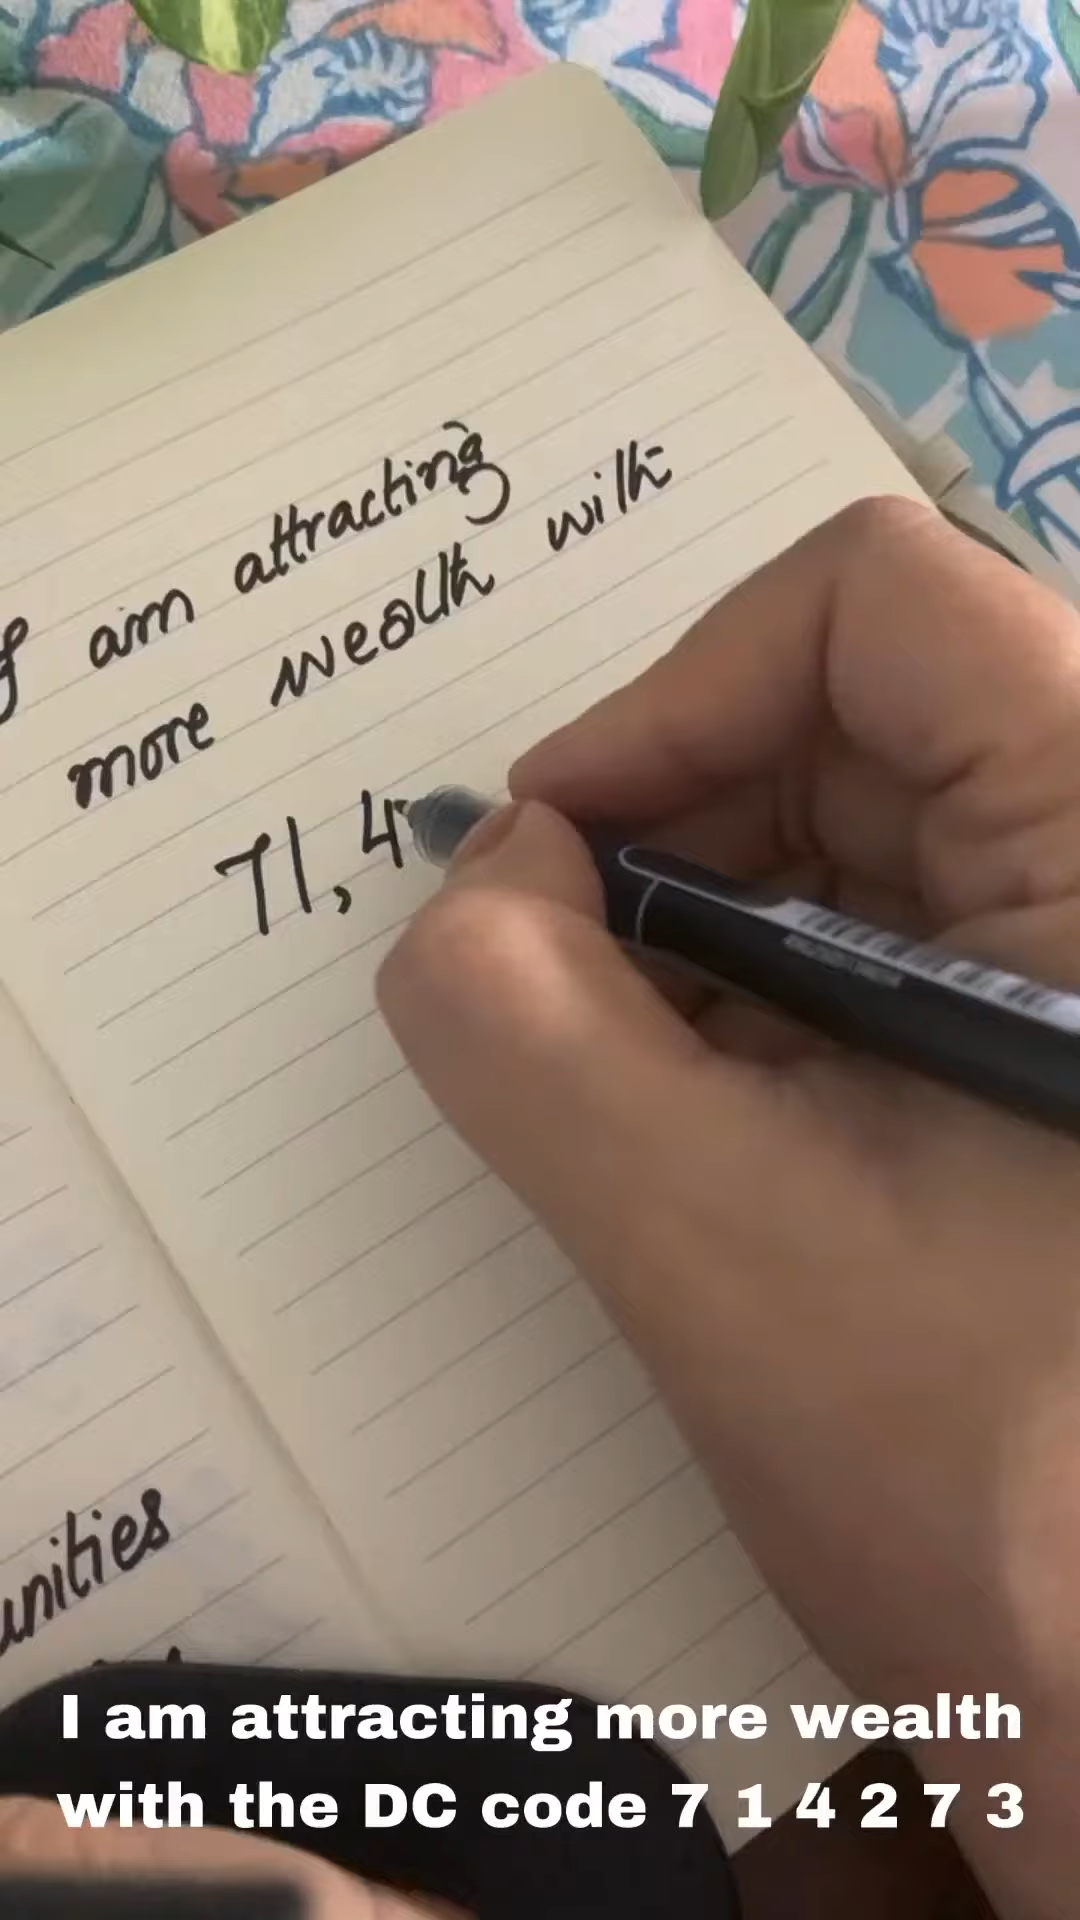 I am attracting
more wealth with
71,4
unities
I am attracting more wealth
with the DC code 7 1 4 2 7 3